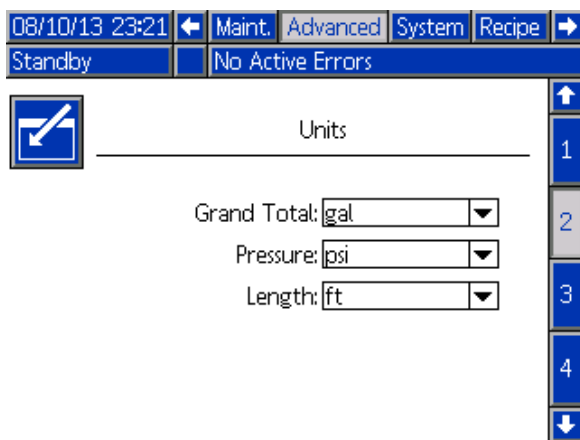 08/10/13 23:21 Maint. Advanced System Recipe
Standby No Active Errors
Units
1
Grand Total: gal
2
Pressure: psi
Length: ft
3
4